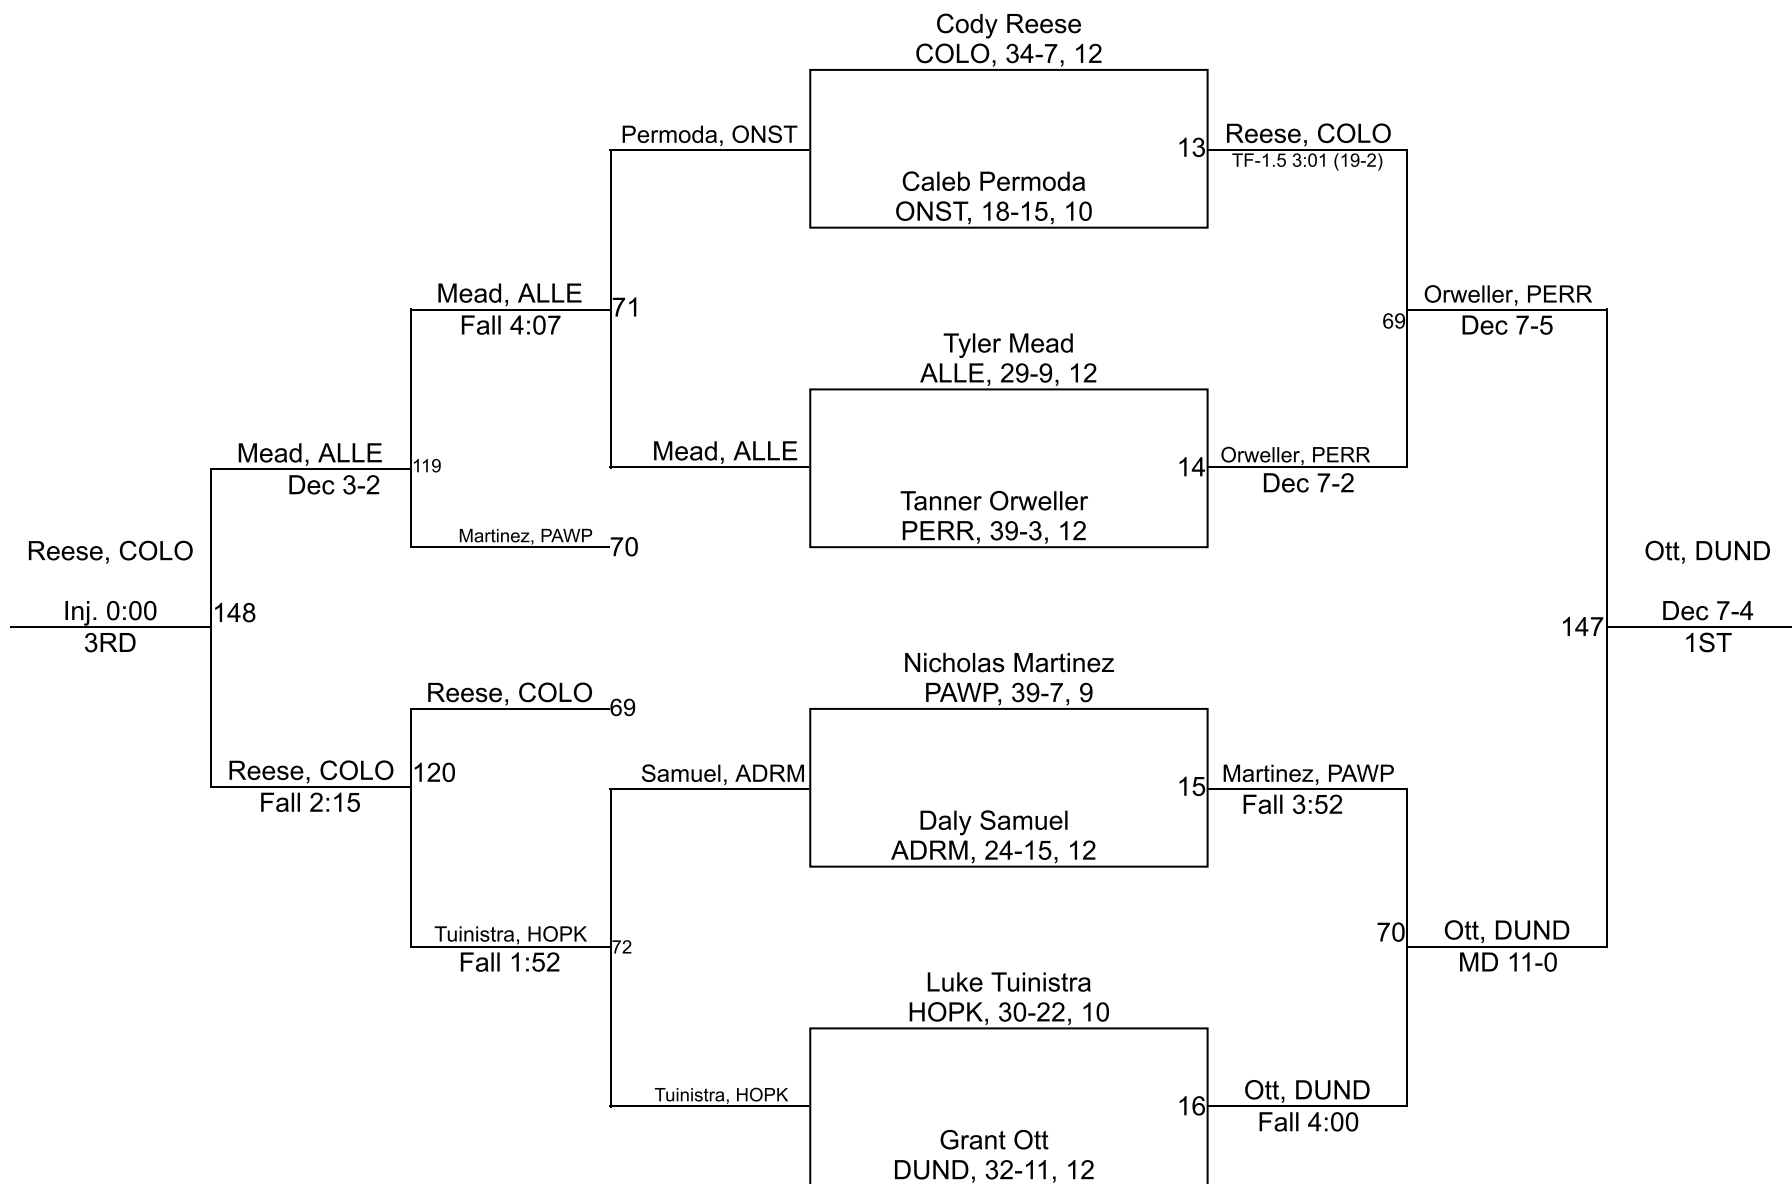 Cody Reese
COLO, 34-7, 12
Permoda, ONST
13
Reese, COLO
TF-1.5 3:01 (19-2)
Caleb Permoda
ONST, 18-15, 10
Mead, ALLE
Fall 4:07
71
Orweller, PERR
Dec 7-5
69
Tyler Mead
ALLE, 29-9, 12
Mead, ALLE
Dec 3-2
119
Mead, ALLE
14
Orweller, PERR
Dec 7-2
Tanner Orweller
PERR, 39-3, 12
Martinez, PAWP
70
Reese, COLO
Inj. 0:00
3RD
148
Ott, DUND
Dec 7-4
1ST
147
Nicholas Martinez
PAWP, 39-7, 9
Reese, COLO
69
Reese, COLO
Fall 2:15
120
Samuel, ADRM
15
Martinez, PAWP
Fall 3:52
Daly Samuel
ADRM, 24-15, 12
Tuinistra, HOPK
Fall 1:52
72
70
Ott, DUND
MD 11-0
Luke Tuinistra
HOPK, 30-22, 10
Tuinistra, HOPK
16
Ott, DUND
Fall 4:00
Grant Ott
DUND, 32-11, 12